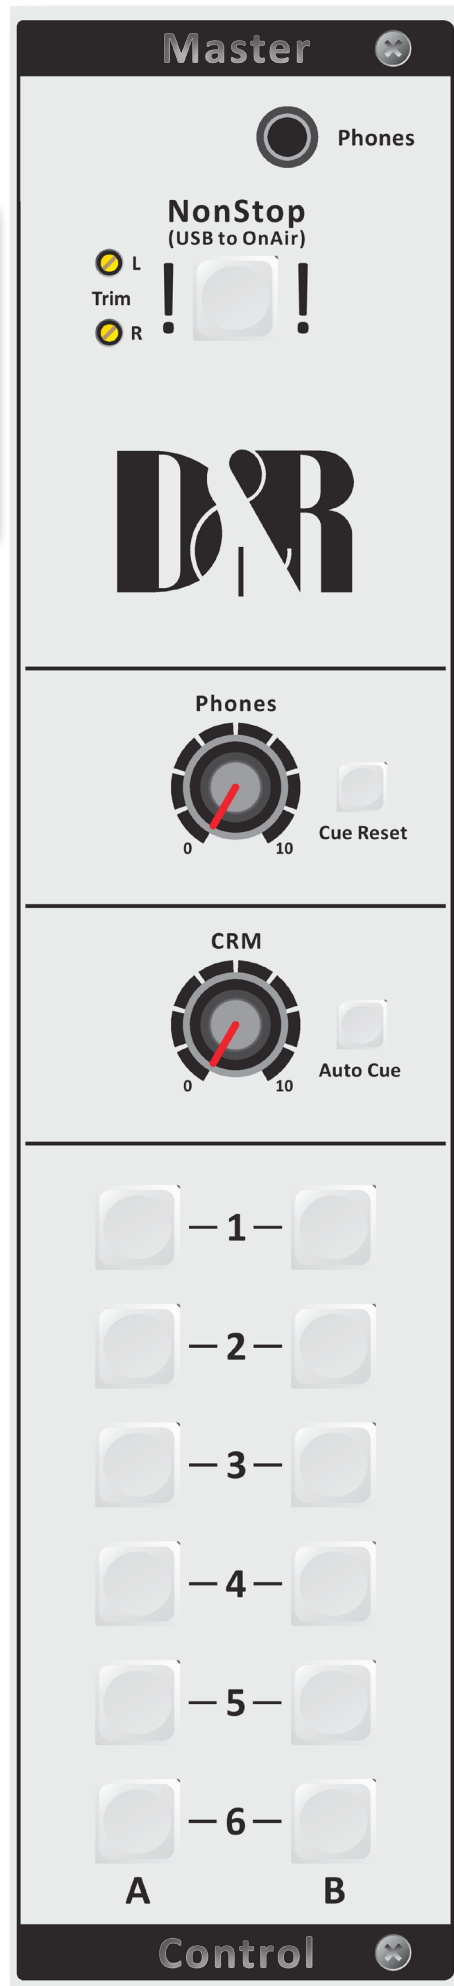 Master
Phones
NonStop
(USB to OnAir)
L
Trim
! !
R
D&R
Phones
0 10
Cue Reset
CRM
0 10
Auto Cue
1
2
3
4
5
6
A B
Control